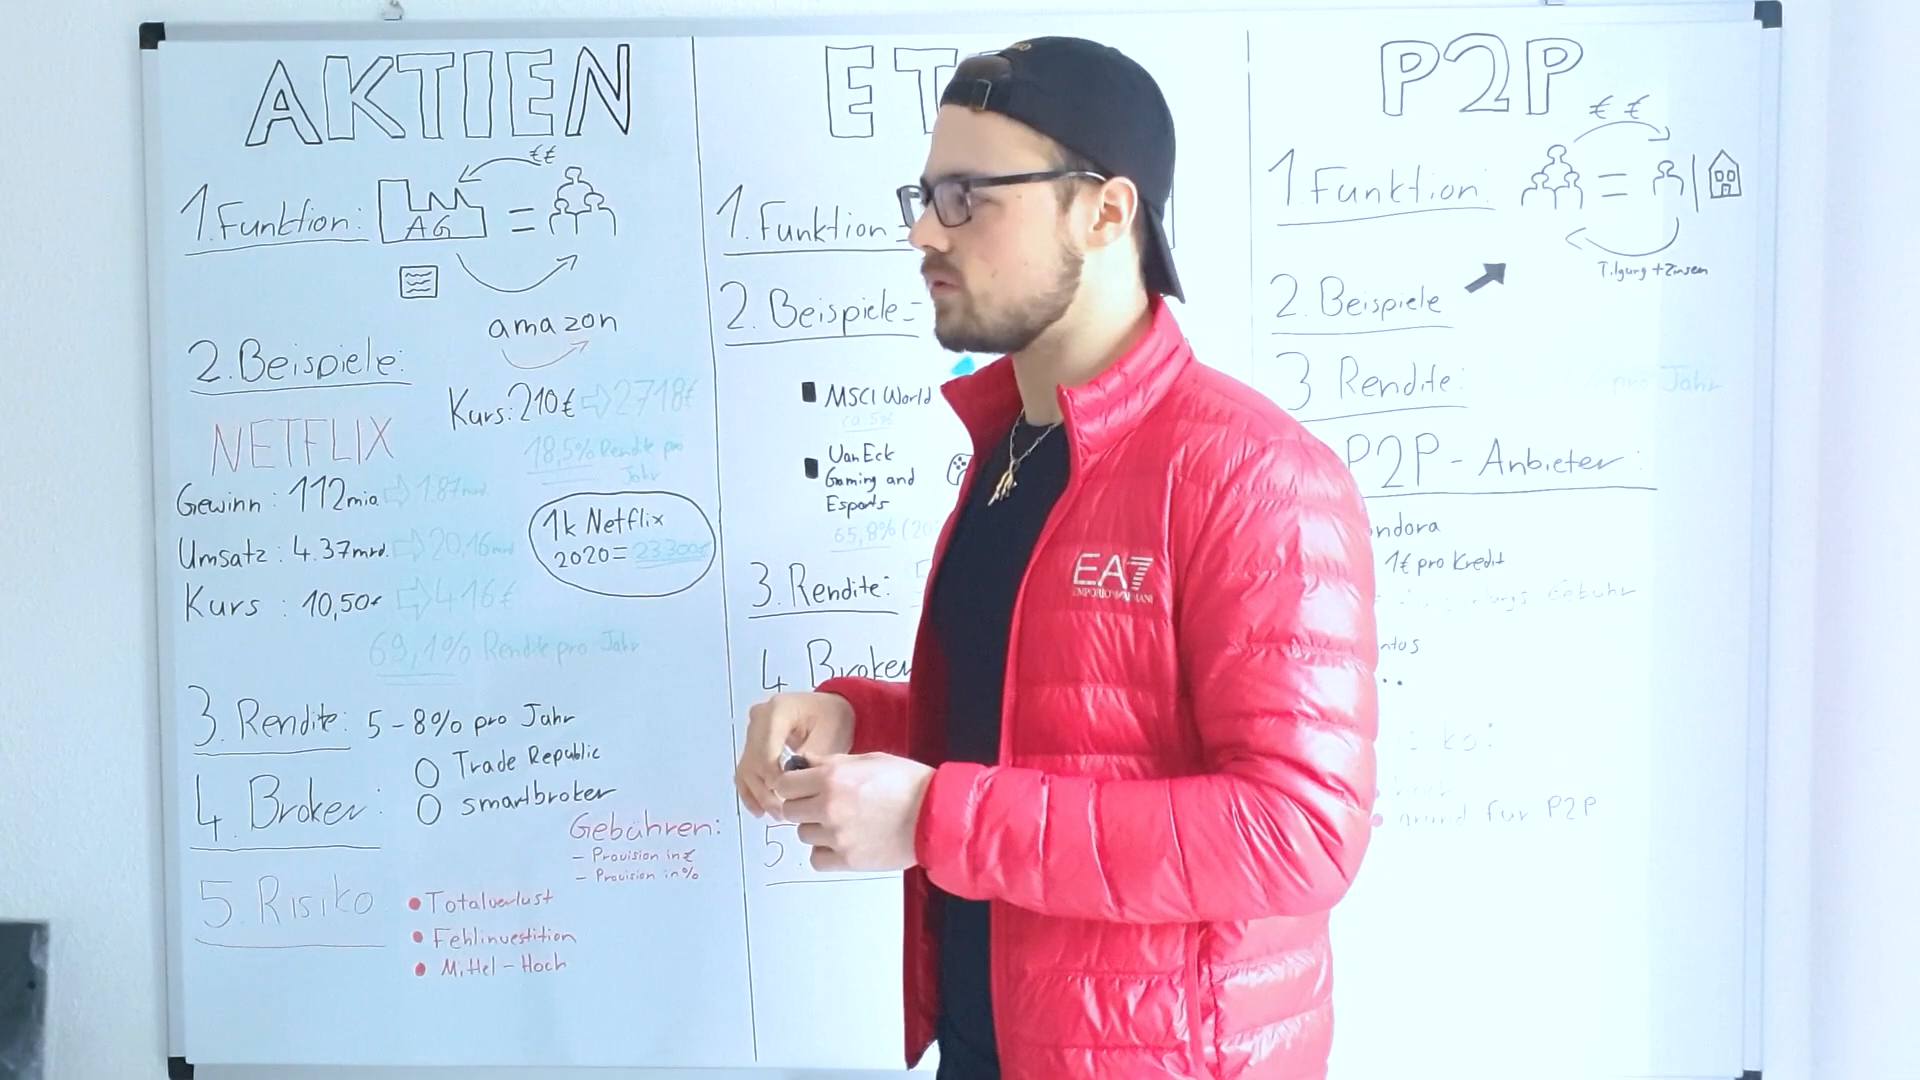 AKTIEN
€€
1. Funktion:
AG
=
amazon
2. Beispiele:
Kurs: 210€ ⇨ 2718€
18,5% Rendite pro
Jahr
NETFLIX
Gewinn: 112mio ⇨ 1.87mrd.
Umsatz: 4.37mrd. ⇨ 20,16mrd
Kurs: 10,50€ ⇨ 416€
69,1% Rendite pro Jahr
1k Netflix
2020 = 23300€
3. Rendite: 5-8% pro Jahr
4. Broker:
Trade Republic
smartbroker
Gebühren:
- Provision in €
- Provision in %
5. Risiko
Totalverlust
Fehlinvestition
Mittel-Hoch
ET
1. Funktion =
2. Beispiele =
MSCI World
VanEck
Gaming and
Esports
65,8%
3. Rendite:
4 Broker
5.
P2P
€ €
1. Funktion:
=
Tilgung + Zinsen
2. Beispiele
3 Rendite:
pro Jahr
P2P - Anbieter:
ondora
1€ pro Kredit
Gebühr
ntos
für P2P
EA7
EMPORIO ARMANI